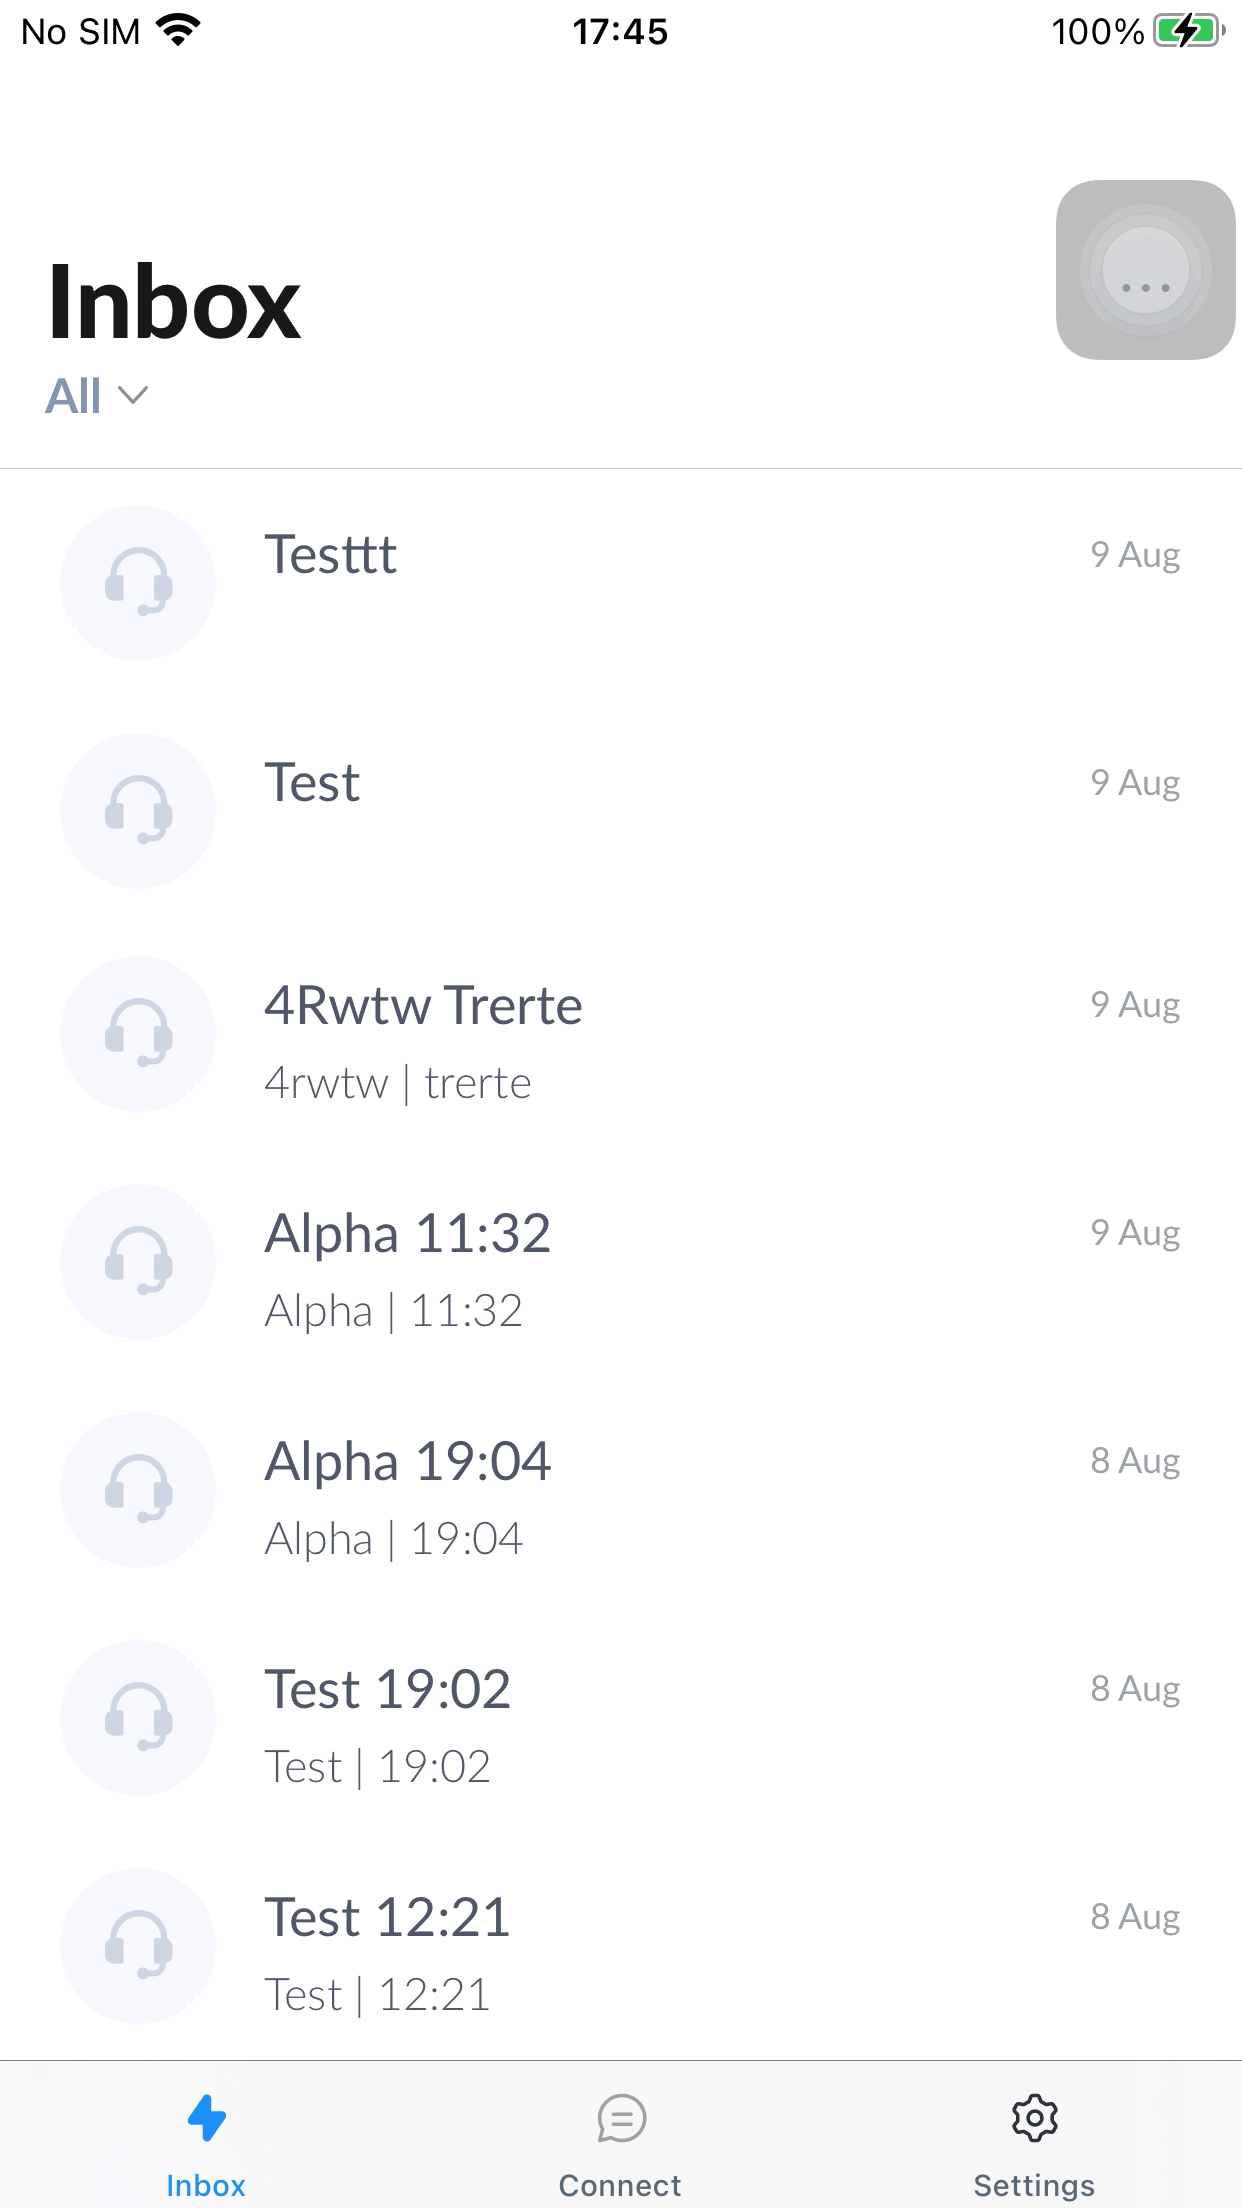 No SIM 17:45 100%
Inbox
All
Testtt 9 Aug
Test 9 Aug
4Rwtw Trerte 9 Aug
4rwtw | trerte
Alpha 11:32 9 Aug
Alpha | 11:32
Alpha 19:04 8 Aug
Alpha | 19:04
Test 19:02 8 Aug
Test | 19:02
Test 12:21 8 Aug
Test | 12:21
Inbox Connect Settings